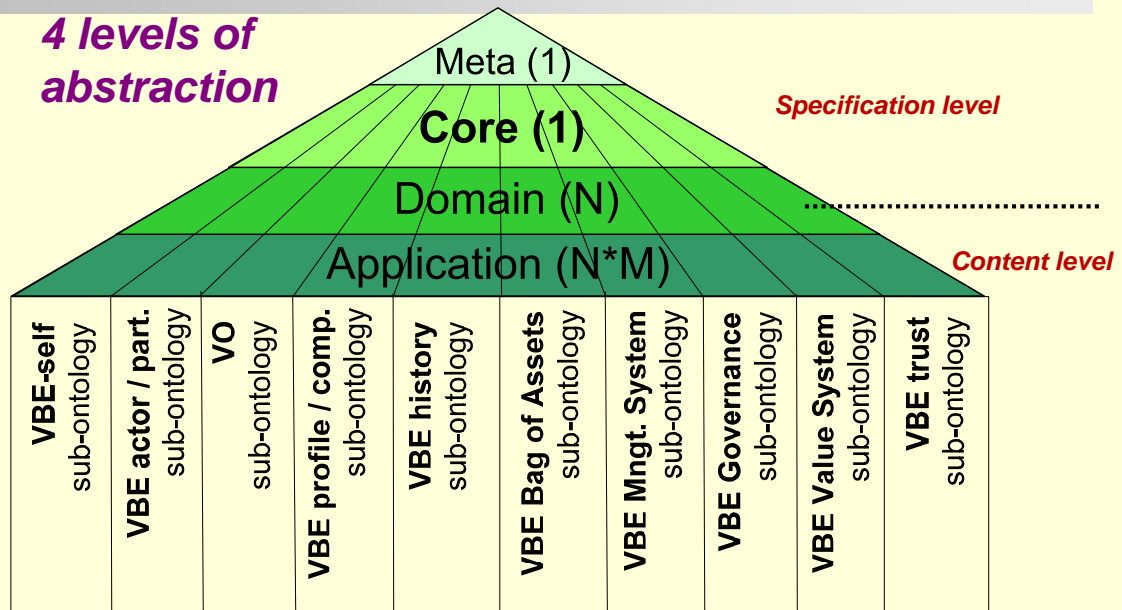 4 levels of
abstraction
Meta (1)
Core (1)
Specification level
Domain (N)
Application (N*M)
Content level
VBE-self
sub-ontology
VBE actor / part.
sub-ontology
VO
sub-ontology
VBE profile / comp.
sub-ontology
VBE history
sub-ontology
VBE Bag of Assets
sub-ontology
VBE Mngt. System
sub-ontology
VBE Governance
sub-ontology
VBE Value System
sub-ontology
VBE trust
sub-ontology